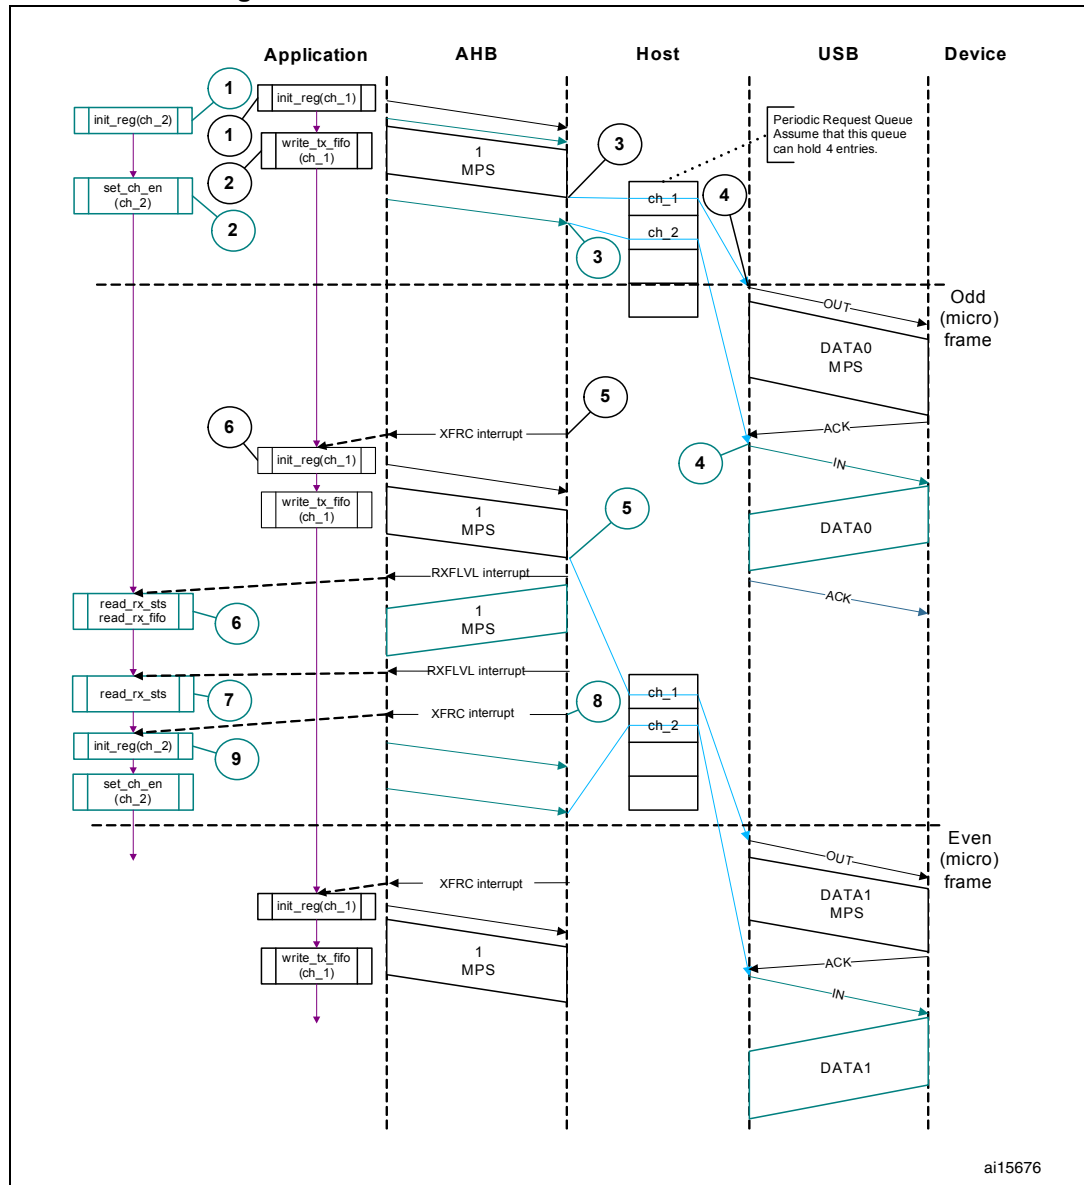 Application
AHB
Host
USB
Device
1
init_reg(ch_2)
1
init_reg(ch_1)
2
write_tx_fifo
(ch_1)
1
MPS
3
Periodic Request Queue
Assume that this queue
can hold 4 entries.
set_ch_en
(ch_2)
2
3
ch_1
ch_2
4
Odd
(micro)
frame
OUT
DATA0
MPS
5
ACK
6
XFRC interrupt
init_reg(ch_1)
4
IN
write_tx_fifo
(ch_1)
1
MPS
5
DATA0
RXFLVL interrupt
read_rx_sts
read_rx_fifo
6
1
MPS
ACK
RXFLVL interrupt
read_rx_sts
7
XFRC interrupt
8
ch_1
ch_2
init_reg(ch_2)
9
set_ch_en
(ch_2)
Even
(micro)
frame
OUT
XFRC interrupt
init_reg(ch_1)
DATA1
MPS
write_tx_fifo
(ch_1)
1
MPS
ACK
IN
DATA1
ai15676